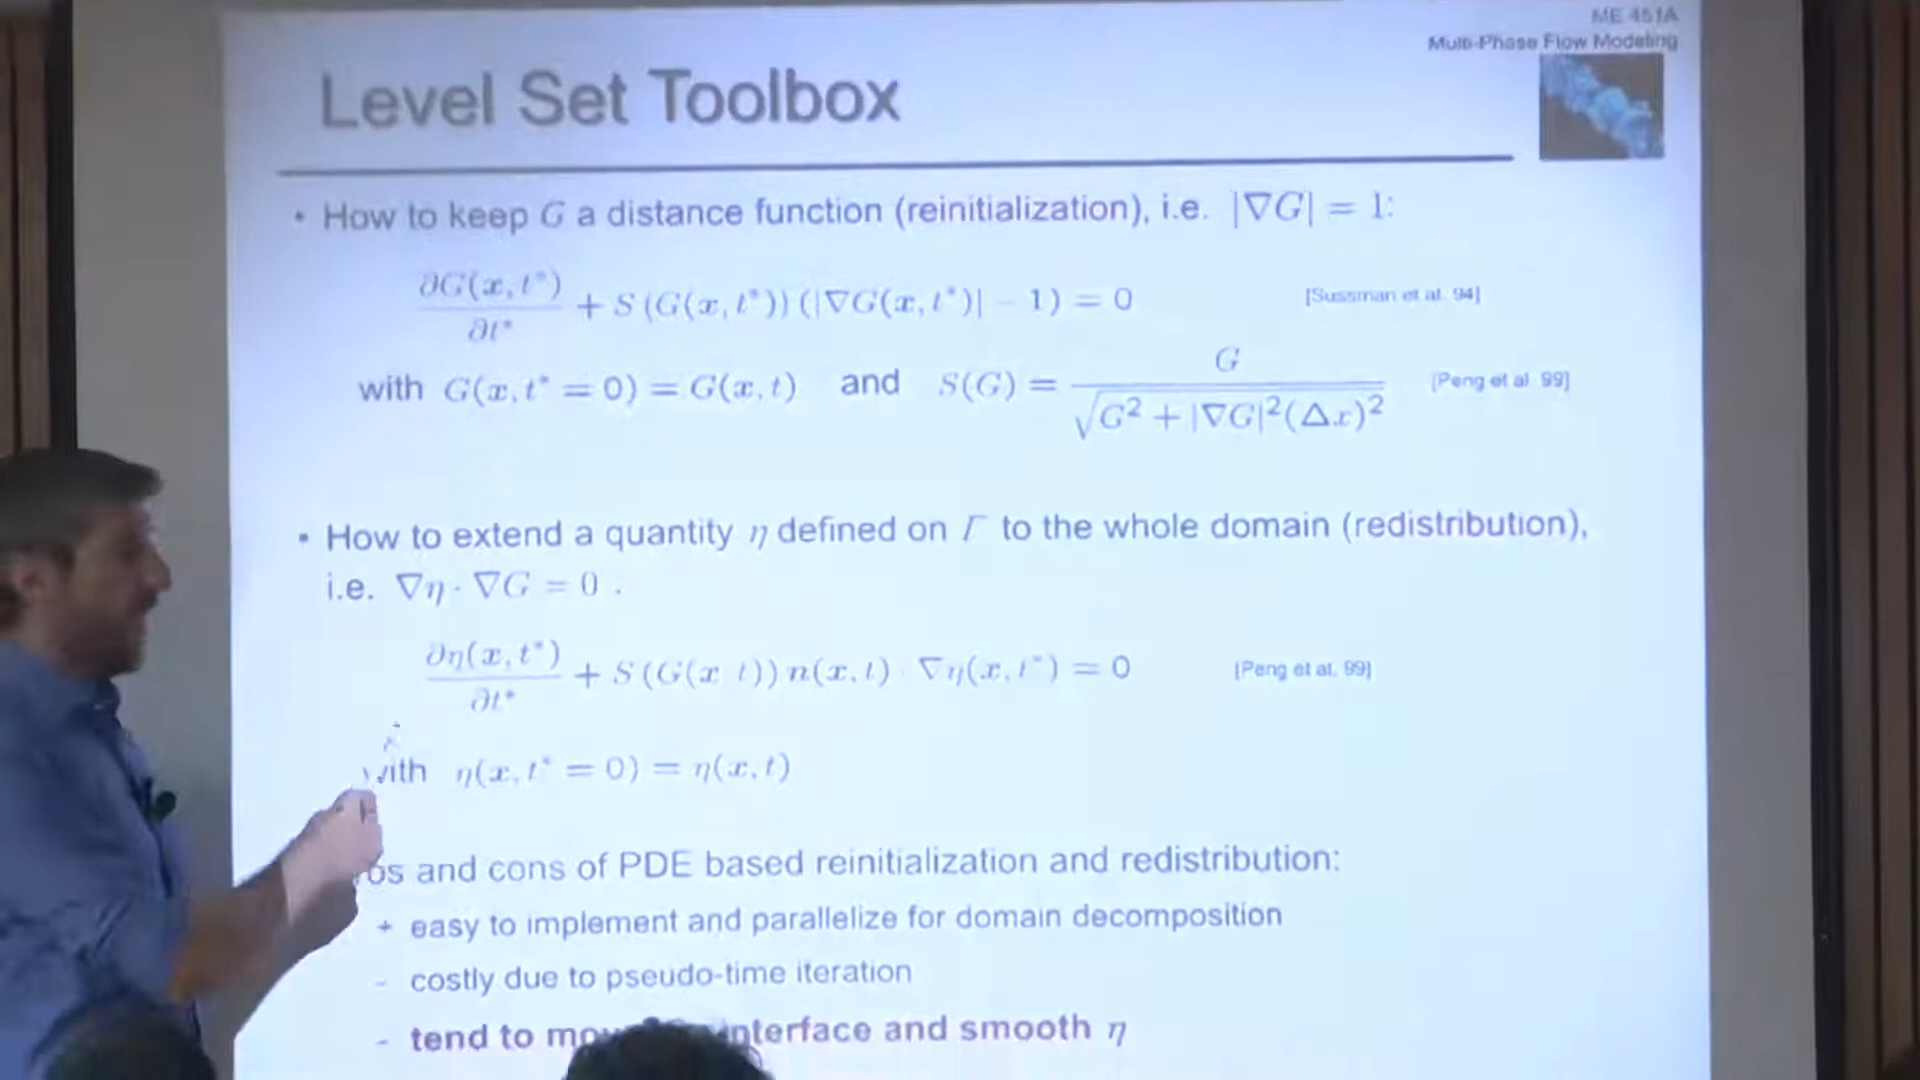 ME 451A
Multi-Phase Flow Modeling
Level Set Toolbox
• How to keep G a distance function (reinitialization), i.e. |∇G| = 1:
∂G(x, t*)/∂t* + S (G(x, t*)) (|∇G(x, t*)| − 1) = 0 [Sussman et al. 94]
with G(x, t* = 0) = G(x, t) and S(G) = G/√(G² + |∇G|²(Δx)²) [Peng et al 99]
• How to extend a quantity η defined on Γ to the whole domain (redistribution),
i.e. ∇η · ∇G = 0 .
∂η(x, t*)/∂t* + S (G(x t)) n(x, t) · ∇η(x, t*) = 0 [Peng et al. 99]
with η(x, t* = 0) = η(x, t)
and cons of PDE based reinitialization and redistribution:
+ easy to implement and parallelize for domain decomposition
- costly due to pseudo-time iteration
- tend to interface and smooth η